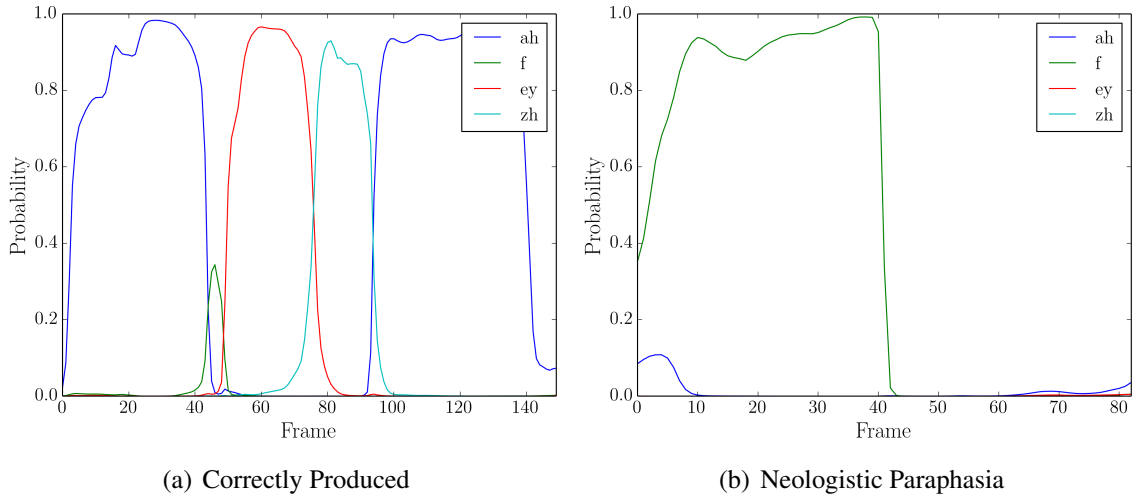 1.0
0.8
0.6
0.4
0.2
0.0
Probability
0 20 40 60 80 100 120 140
Frame
ah
f
ey
zh
(a) Correctly Produced
1.0
0.8
0.6
0.4
0.2
0.0
Probability
0 10 20 30 40 50 60 70 80
Frame
ah
f
ey
zh
(b) Neologistic Paraphasia